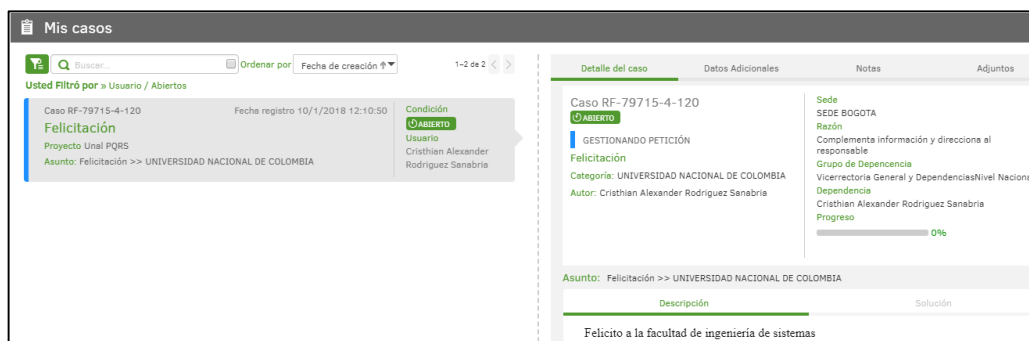 Mis casos
Buscar...
Ordenar por
Fecha de creación
1-2 de 2
Usted Filtró por » Usuario / Abiertos
Caso RF-79715-4-120
Fecha registro 10/1/2018 12:10:50
Felicitación
Proyecto Unal PQRS
Asunto: Felicitación >> UNIVERSIDAD NACIONAL DE COLOMBIA
Condición
ABIERTO
Usuario
Cristhian Alexander
Rodriguez Sanabria
Detalle del caso
Datos Adicionales
Notas
Adjuntos
Caso RF-79715-4-120
ABIERTO
GESTIONANDO PETICIÓN
Felicitación
Categoría: UNIVERSIDAD NACIONAL DE COLOMBIA
Autor: Cristhian Alexander Rodriguez Sanabria
Sede
SEDE BOGOTA
Razón
Complementa información y direcciona al
responsable
Grupo de Depencencia
Vicerrectoria General y DependenciasNivel Naciona
Dependencia
Cristhian Alexander Rodriguez Sanabria
Progreso
0%
Asunto: Felicitación >> UNIVERSIDAD NACIONAL DE COLOMBIA
Descripción
Solución
Felicito a la facultad de ingeniería de sistemas